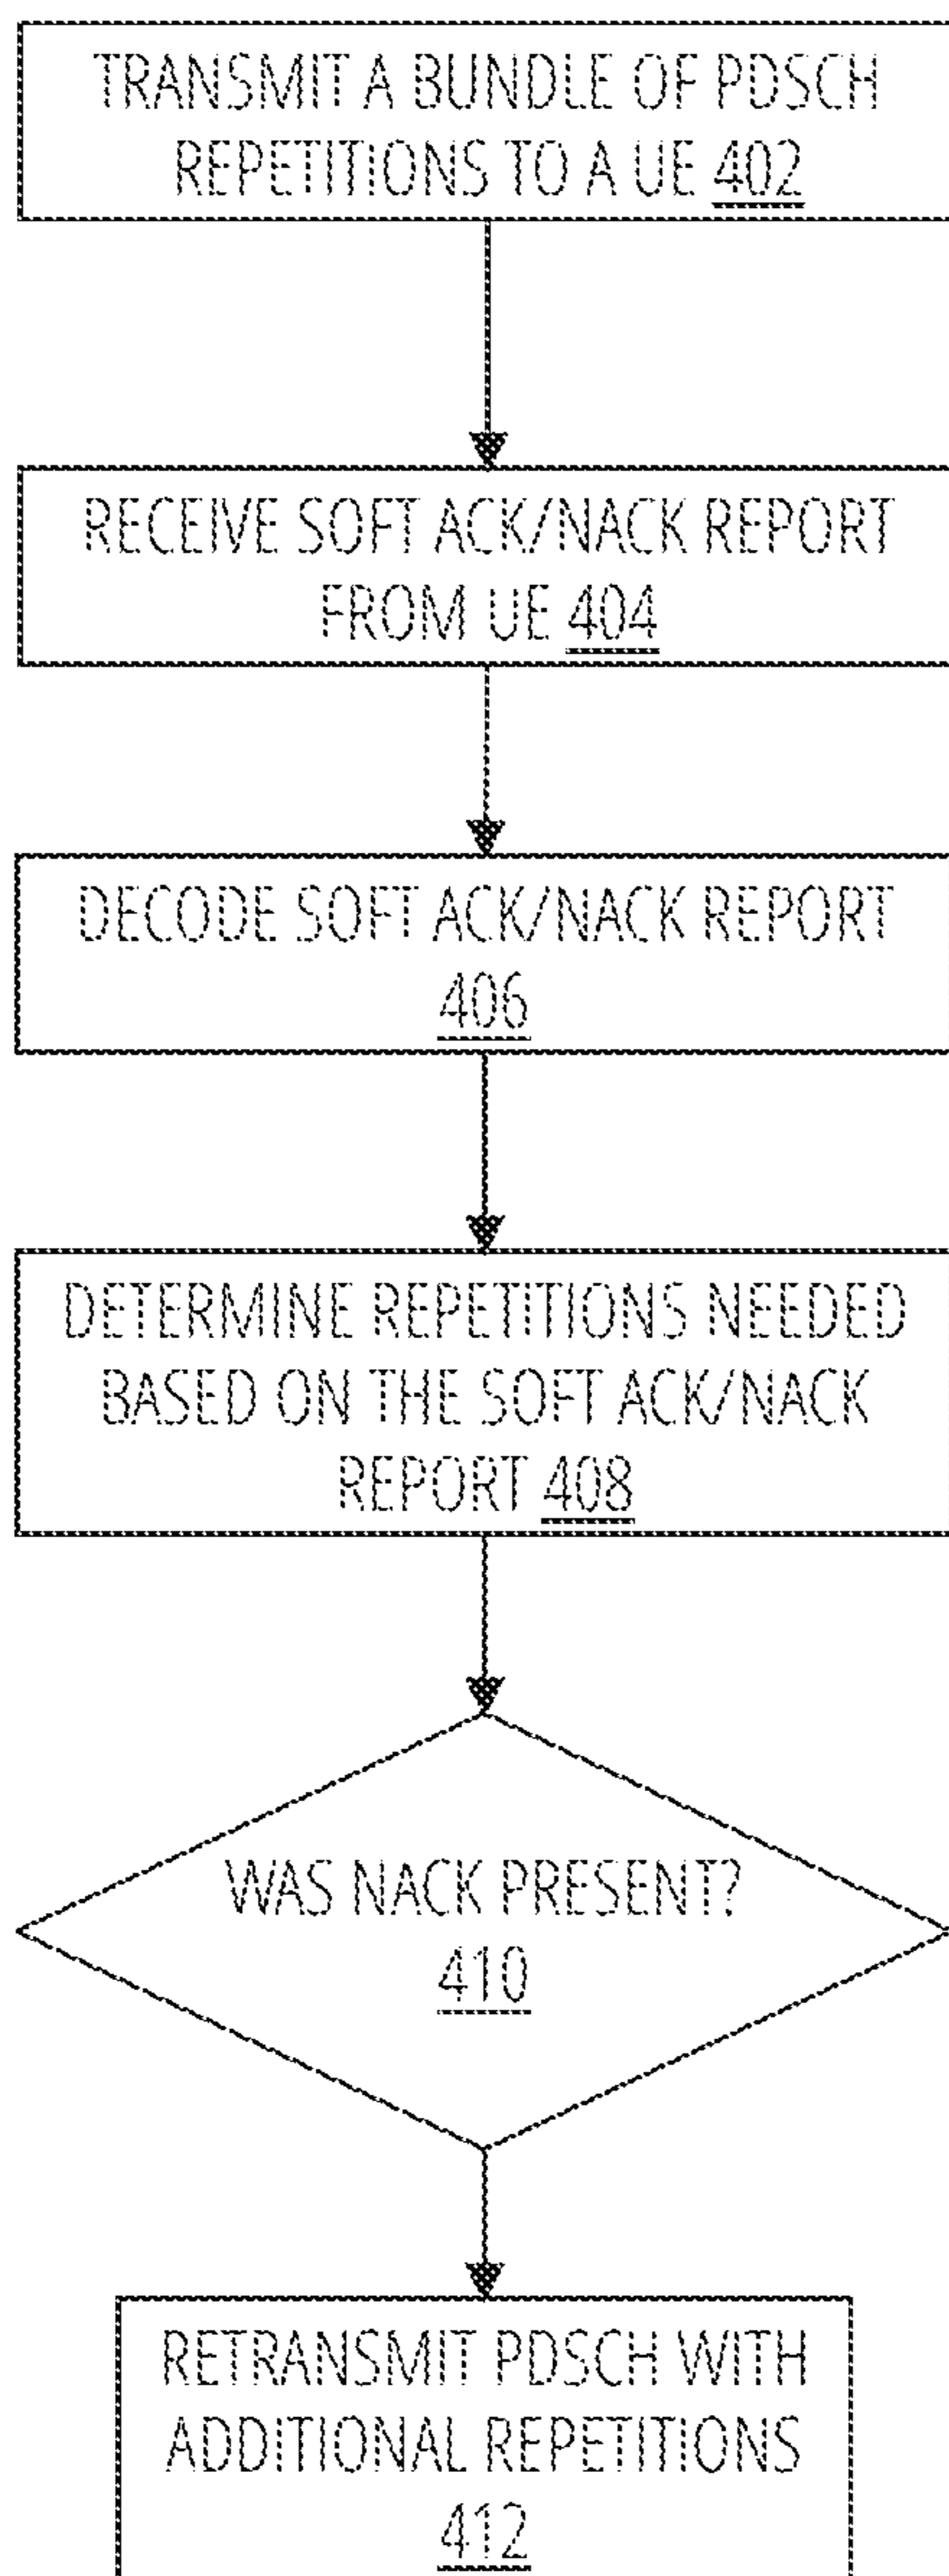 TRANSMIT A BUNDLE OF PDSCH
REPETITIONS TO A UE 402
RECEIVE SOFT ACK/NACK REPORT
FROM UE 404
DECODE SOFT ACK/NACK REPORT
406
DETERMINE REPETITIONS NEEDED
BASED ON THE SOFT ACK/NACK
REPORT 408
WAS NACK PRESENT?
410
RETRANSMIT PDSCH WITH
ADDITIONAL REPETITIONS
412